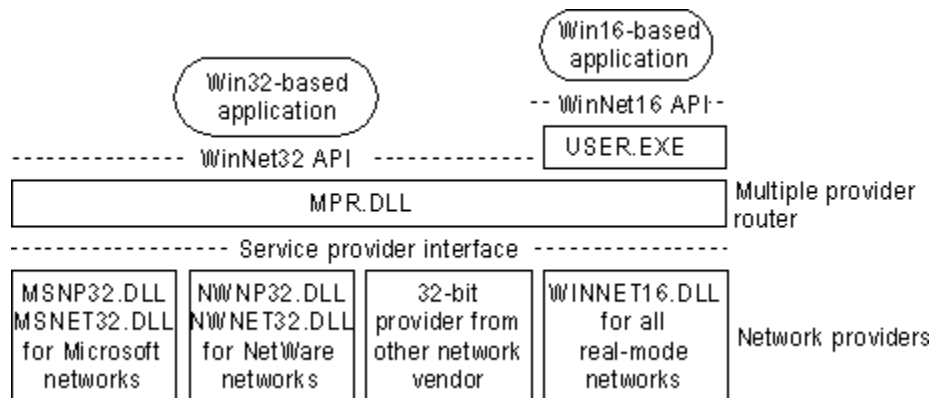 Win16-based
application
Win32-based
application
WinNet16 API
USER.EXE
WinNet32 API
MPR.DLL
Multiple provider
router
Service provider interface
MSNP32.DLL
MSNET32.DLL
for Microsoft
networks
NWNP32.DLL
NWNET32.DLL
for NetWare
networks
32-bit
provider from
other network
vendor
WINNET16.DLL
for all
real-mode
networks
Network providers